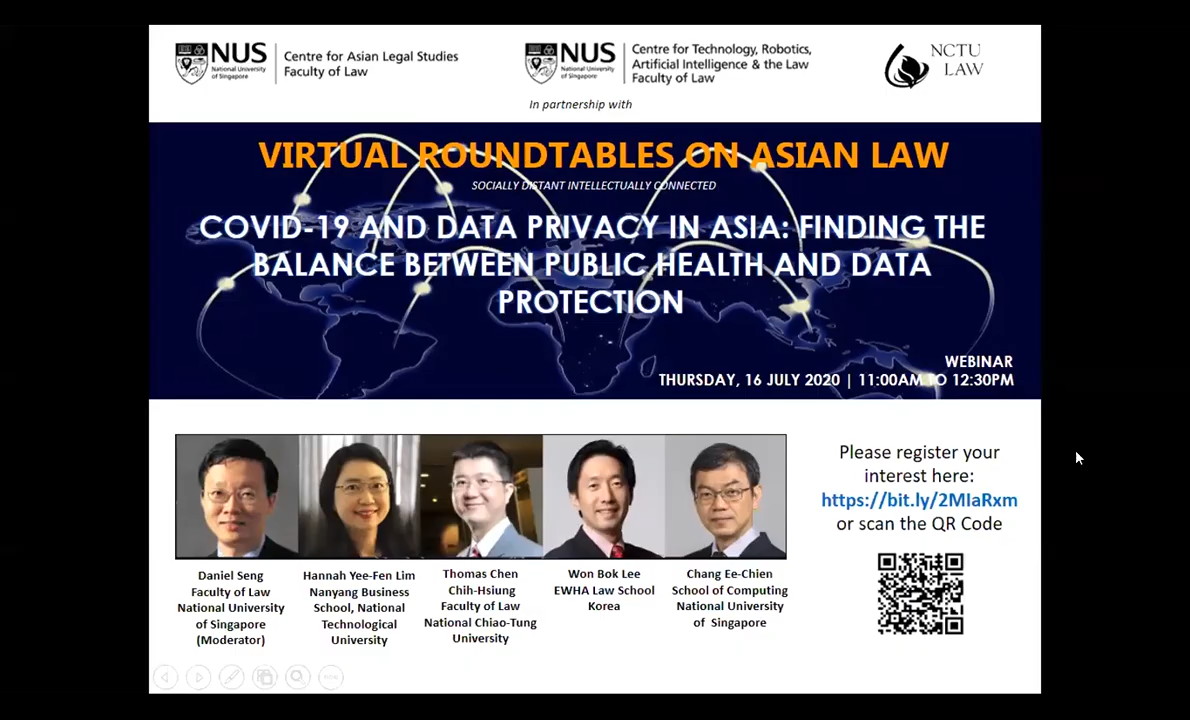 NUS
National University
of Singapore
Centre for Asian Legal Studies
Faculty of Law
NUS
National University
of Singapore
Centre for Technology, Robotics,
Artificial Intelligence & the Law
Faculty of Law
NCTU
LAW
In partnership with
VIRTUAL ROUNDTABLES ON ASIAN LAW
SOCIALLY DISTANT INTELLECTUALLY CONNECTED
COVID-19 AND DATA PRIVACY IN ASIA: FINDING THE
BALANCE BETWEEN PUBLIC HEALTH AND DATA
PROTECTION
WEBINAR
THURSDAY, 16 JULY 2020 | 11:00AM TO 12:30PM
Daniel Seng
Faculty of Law
National University
of Singapore
(Moderator)
Hannah Yee-Fen Lim
Nanyang Business
School, National
Technological
University
Thomas Chen
Chih-Hsiung
Faculty of Law
National Chiao-Tung
University
Won Bok Lee
EWHA Law School
Korea
Chang Ee-Chien
School of Computing
National University
of Singapore
Please register your
interest here:
https://bit.ly/2MIaRxm
or scan the QR Code